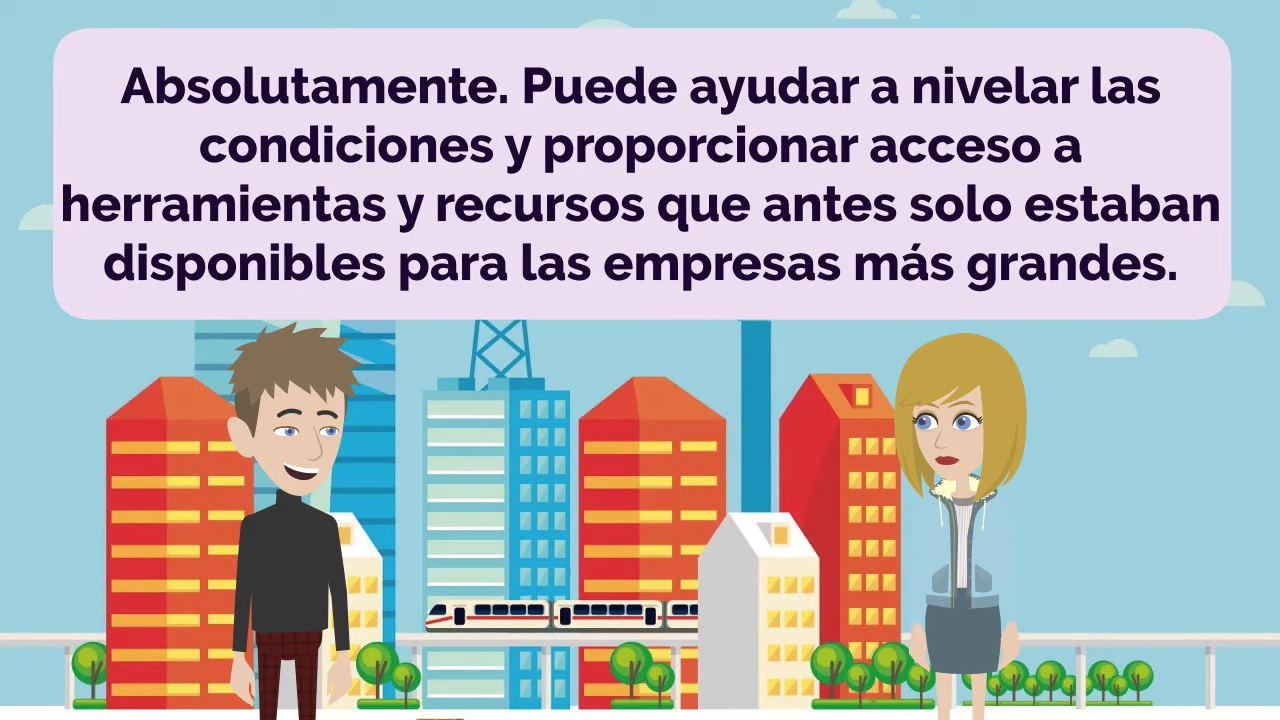 Absolutamente. Puede ayudar a nivelar las
condiciones y proporcionar acceso a
herramientas y recursos que antes solo estaban
disponibles para las empresas más grandes.